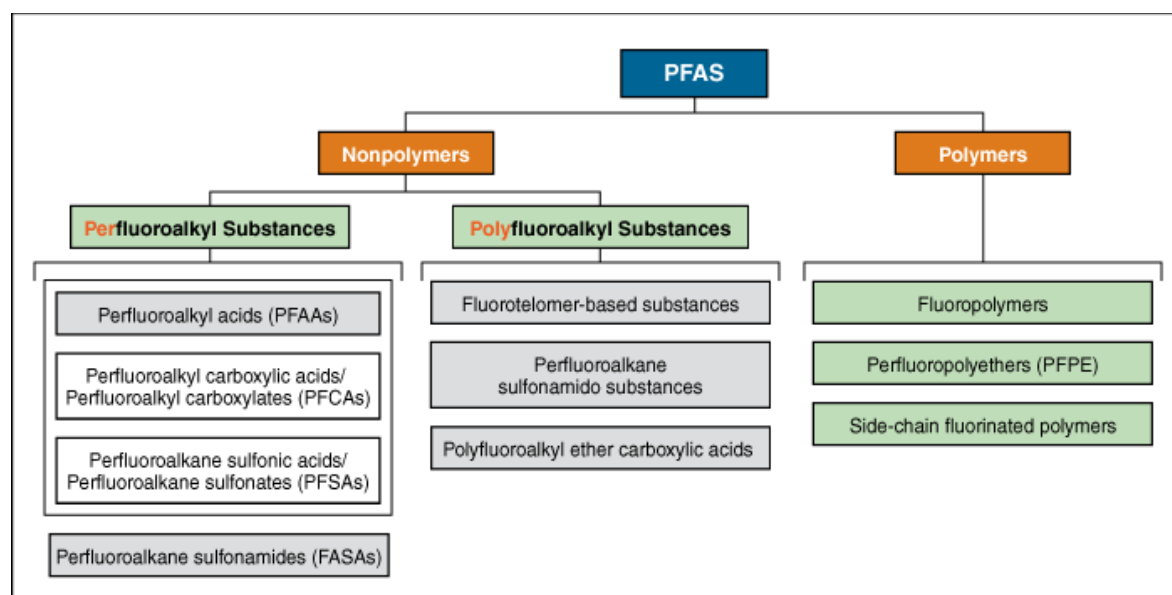 PFAS
Nonpolymers
Polymers
Perfluoroalkyl Substances
Polyfluoroalkyl Substances
Perfluoroalkyl acids (PFAAs)
Perfluoroalkyl carboxylic acids/
Perfluoroalkyl carboxylates (PFCAs)
Perfluoroalkane sulfonic acids/
Perfluoroalkane sulfonates (PFSAs)
Perfluoroalkane sulfonamides (FASAs)
Fluorotelomer-based substances
Perfluoroalkane
sulfonamido substances
Polyfluoroalkyl ether carboxylic acids
Fluoropolymers
Perfluoropolyethers (PFPE)
Side-chain fluorinated polymers